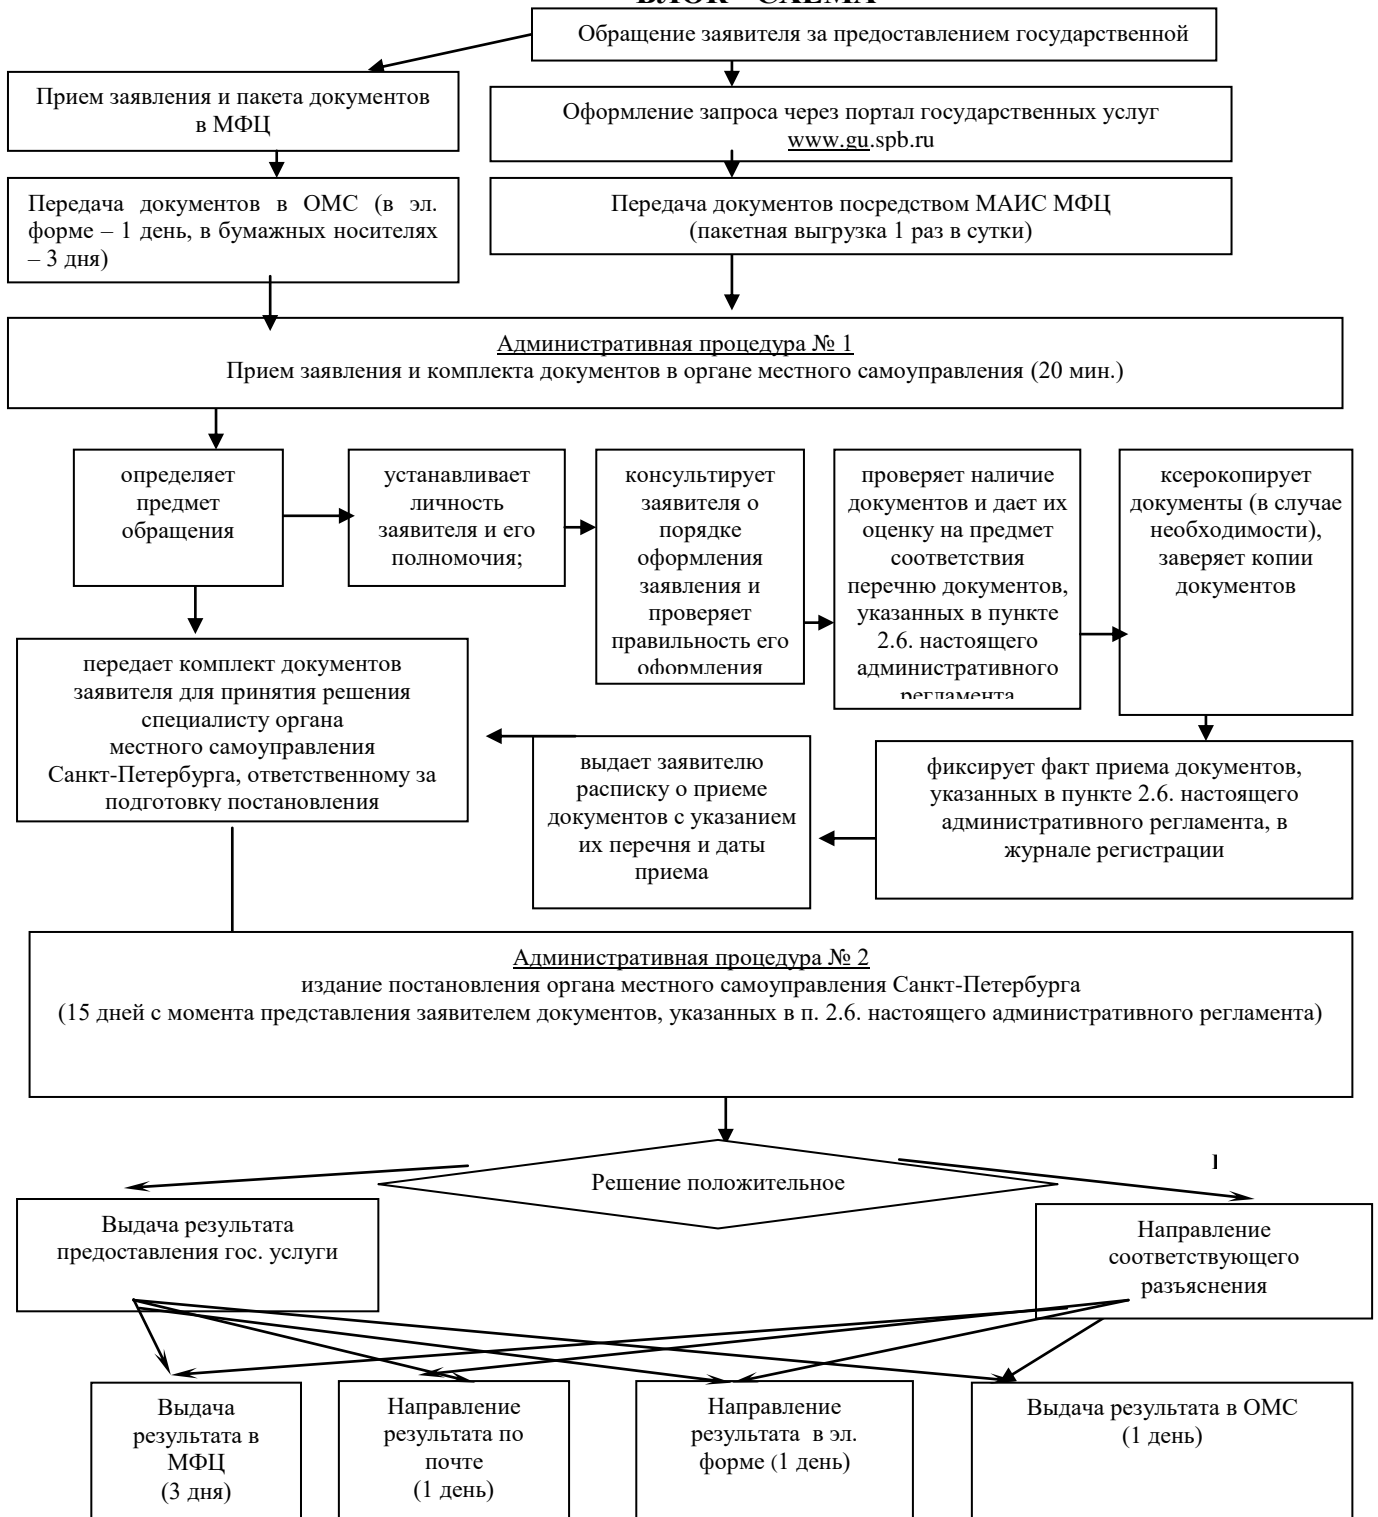 БЛОК - СХЕМА
Обращение заявителя за предоставлением государственной
Прием заявления и пакета документов
в МФЦ
Оформление запроса через портал государственных услуг
www.gu.spb.ru
Передача документов в ОМС (в эл.
форме – 1 день, в бумажных носителях
– 3 дня)
Передача документов посредством МАИС МФЦ
(пакетная выгрузка 1 раз в сутки)
Административная процедура № 1
Прием заявления и комплекта документов в органе местного самоуправления (20 мин.)
определяет
предмет
обращения
устанавливает
личность
заявителя и его
полномочия;
консультирует
заявителя о
порядке
оформления
заявления и
проверяет
правильность его
оформления
проверяет наличие
документов и дает их
оценку на предмет
соответствия
перечню документов,
указанных в пункте
2.6. настоящего
административного
регламента
ксерокопирует
документы (в случае
необходимости),
заверяет копии
документов
передает комплект документов
заявителя для принятия решения
специалисту органа
местного самоуправления
Санкт-Петербурга, ответственному за
подготовку постановления
выдает заявителю
расписку о приеме
документов с указанием
их перечня и даты
приема
фиксирует факт приема документов,
указанных в пункте 2.6. настоящего
административного регламента, в
журнале регистрации
Административная процедура № 2
издание постановления органа местного самоуправления Санкт-Петербурга
(15 дней с момента представления заявителем документов, указанных в п. 2.6. настоящего административного регламента)
Решение положительное
Выдача результата
предоставления гос. услуги
Направление
соответствующего
разъяснения
Выдача
результата в
МФЦ
(3 дня)
Направление
результата по
почте
(1 день)
Направление
результата в эл.
форме (1 день)
Выдача результата в ОМС
(1 день)